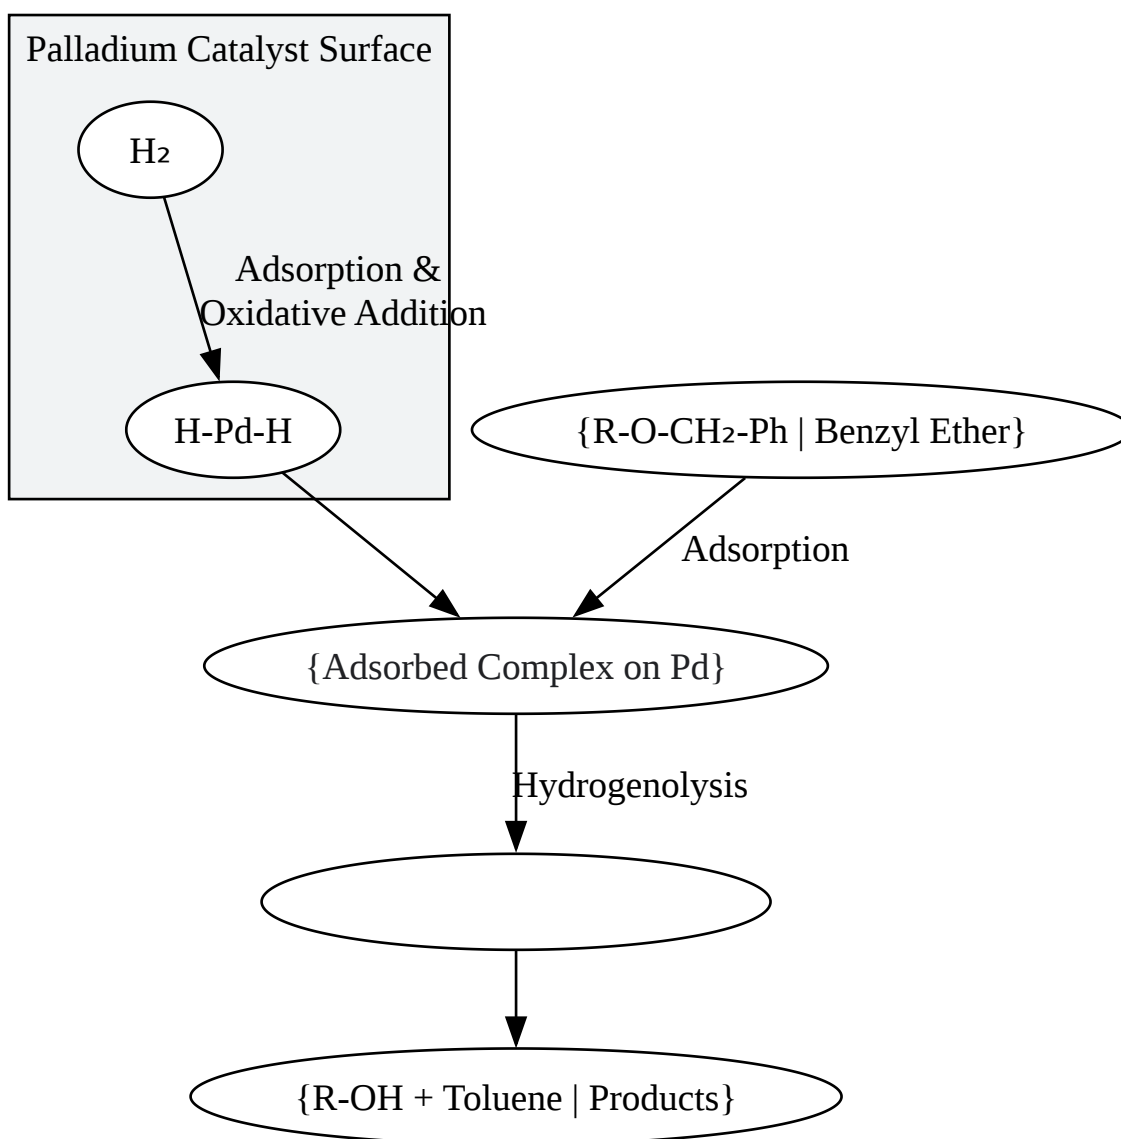 Palladium Catalyst Surface
H₂
Adsorption &
Oxidative Addition
H-Pd-H
{R-O-CH₂-Ph | Benzyl Ether}
Adsorption
{Adsorbed Complex on Pd}
Hydrogenolysis
{R-OH + Toluene | Products}